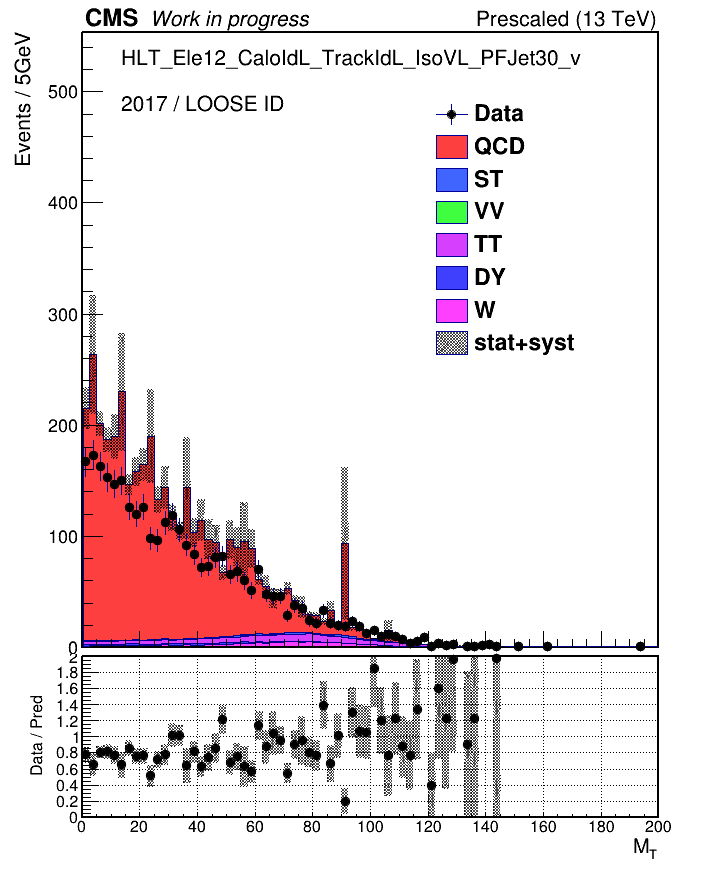 CMS Work in progress Prescaled (13 TeV)
Events / 5GeV
HLT_Ele12_CaloIdL_TrackIdL_IsoVL_PFJet30_v
2017 / LOOSE ID
Data
QCD
ST
VV
TT
DY
W
stat+syst
500
400
300
200
100
0
Data / Pred
2
1.8
1.6
1.4
1.2
1
0.8
0.6
0.4
0.2
0
0 20 40 60 80 100 120 140 160 180 200
M_T